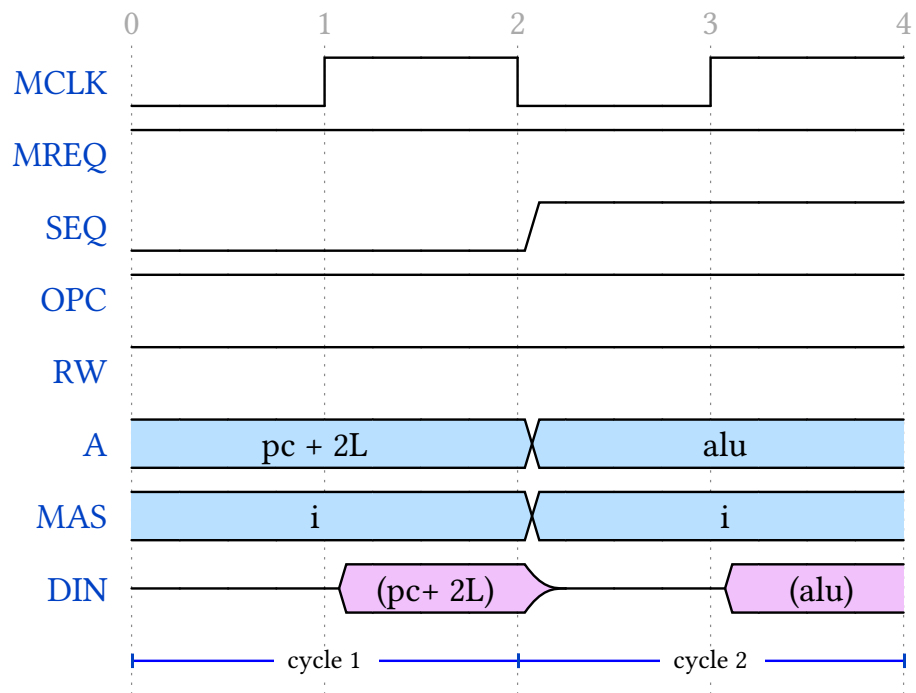 0 1 2 3 4
MCLK
MREQ
SEQ
OPC
RW
A pc + 2L alu
MAS i i
DIN (pc+ 2L) (alu)
cycle 1 cycle 2